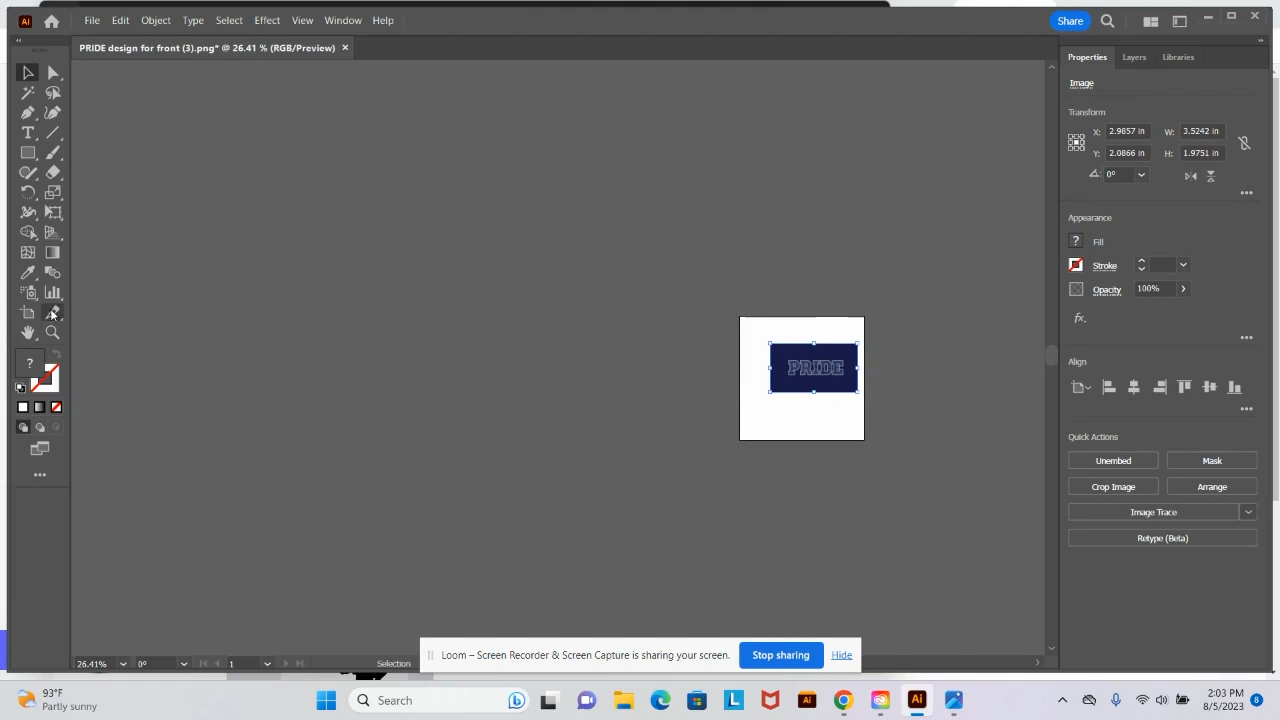 Ai File Edit Object Type Select Effect View Window Help Share
PRIDE design for front (3).png* @ 26.41 % (RGB/Preview) ×
Properties Layers Libraries
Image
Transform
X: 2.9857 in W: 3.5242 in
Y: 2.0866 in H: 1.9751 in
0°
Appearance
? Fill
Stroke
Opacity 100%
fx.
Align
Quick Actions
Unembed Mask
Crop Image Arrange
Image Trace
Retype (Beta)
PRIDE
?
Loom – Screen Recorder & Screen Capture is sharing your screen. Stop sharing Hide
26.41% 0° 1 Selection
93°F
Partly sunny
Search
L
Ai
2:03 PM
8/5/2023
8